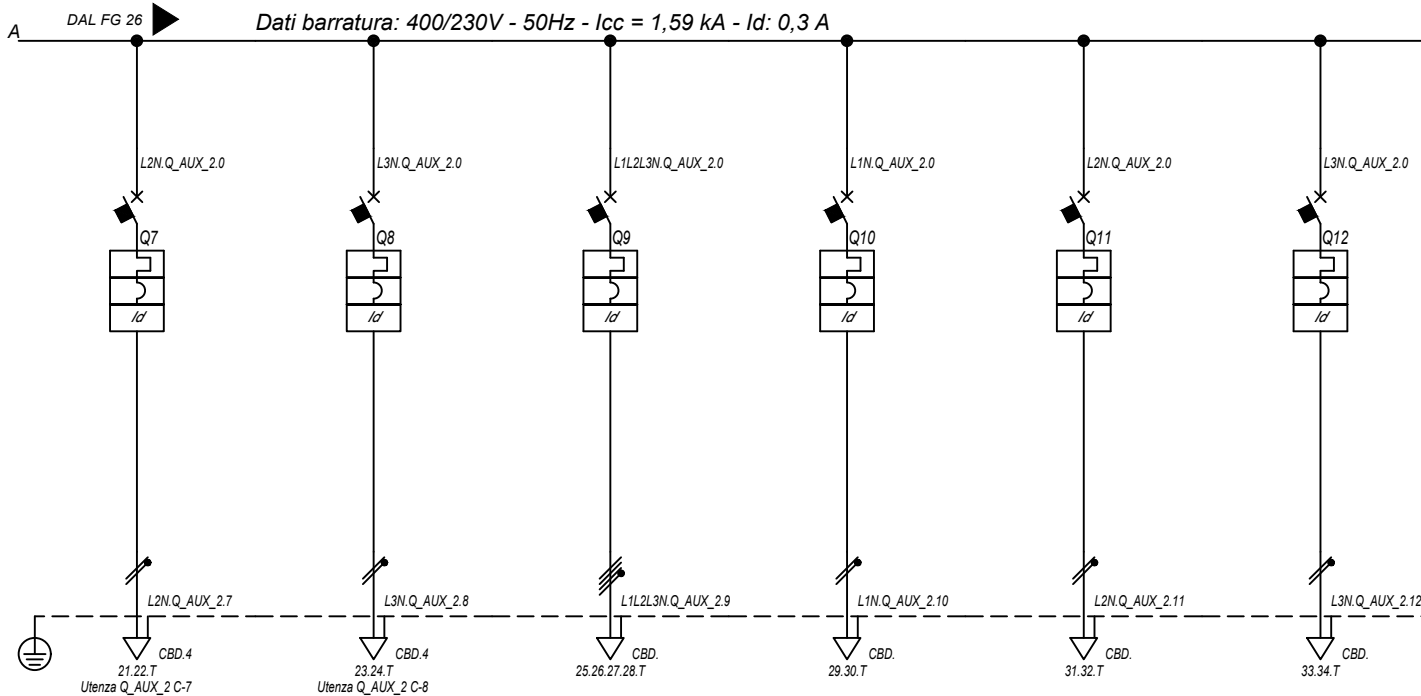 DAL FG 26
Dati barratura: 400/230V - 50Hz - Icc = 1,59 kA - Id: 0,3 A
A
L2N.Q_AUX_2.0
L3N.Q_AUX_2.0
L1L2L3N.Q_AUX_2.0
L1N.Q_AUX_2.0
L2N.Q_AUX_2.0
L3N.Q_AUX_2.0
Q7
Q8
Q9
Q10
Q11
Q12
Id
Id
Id
Id
Id
Id
L2N.Q_AUX_2.7
L3N.Q_AUX_2.8
L1L2L3N.Q_AUX_2.9
L1N.Q_AUX_2.10
L2N.Q_AUX_2.11
L3N.Q_AUX_2.12
CBD.4
CBD.4
CBD.
CBD.
CBD.
CBD.
21.22.T
23.24.T
25.26.27.28.T
29.30.T
31.32.T
33.34.T
Utenza Q_AUX_2 C-7
Utenza Q_AUX_2 C-8